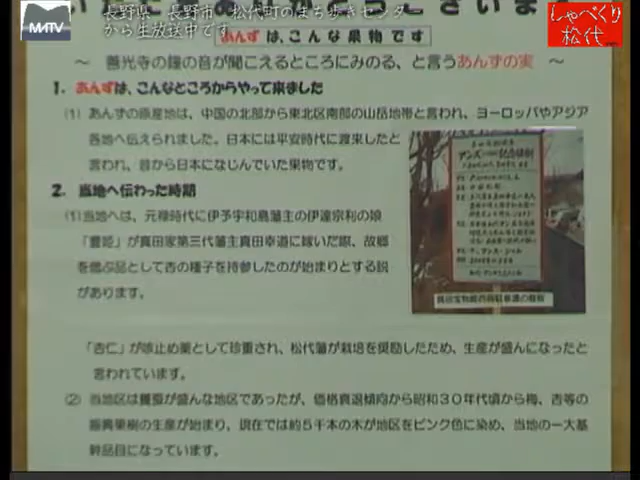 MATV
長野県 長野市 松代町のまち歩きセンター
から生放送中です
しゃべくり
松代
あんずは、こんな果物です
～ 善光寺の鐘の音が聞こえるところにみのる、と言うあんずの実 ～
1. あんずは、こんなところからやって来ました
(1) あんずの原産地は、中国の北部から東北区南部の山岳地帯と言われ、ヨーロッパやアジア
各地へ伝えられました。日本には平安時代に渡来したと
言われ、昔から日本になじんでいた果物です。
2. 当地へ伝わった時期
(1)当地へは、元禄時代に伊予宇和島藩主の伊達宗利の娘
「豊姫」が真田家第三代藩主真田幸道に嫁いだ際、故郷
を偲ぶ品として杏の種子を持参したのが始まりとする説
があります。
「杏仁」が咳止め薬として珍重され、松代藩が栽培を奨励したため、生産が盛んになったと
言われています。
(2) 当地区は養蚕が盛んな地区であったが、価格衰退傾向から昭和30年代頃から梅、杏等の
振興果樹の生産が始まり、現在では約5千本の木が地区をピンク色に染め、当地の一大基
幹品目になっています。